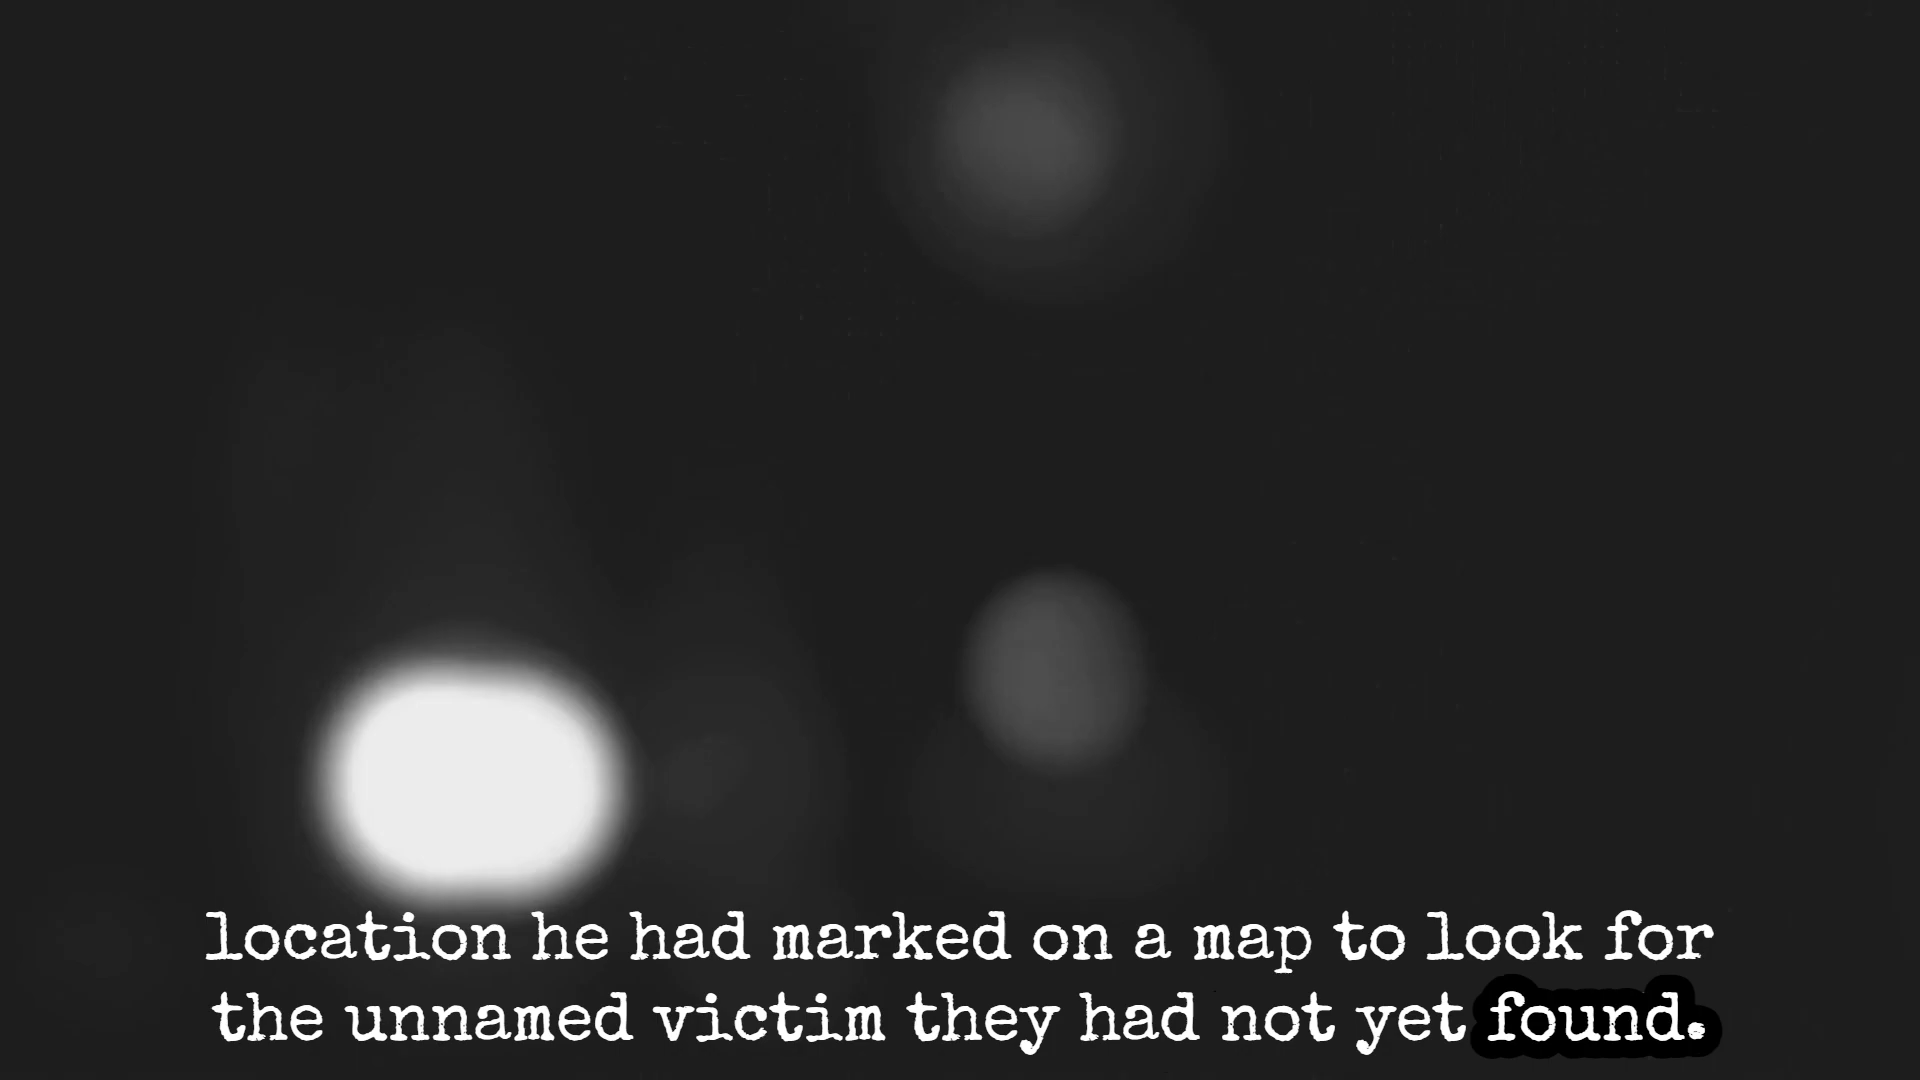 location he had marked on a map to look for
the unnamed victim they had not yet found.